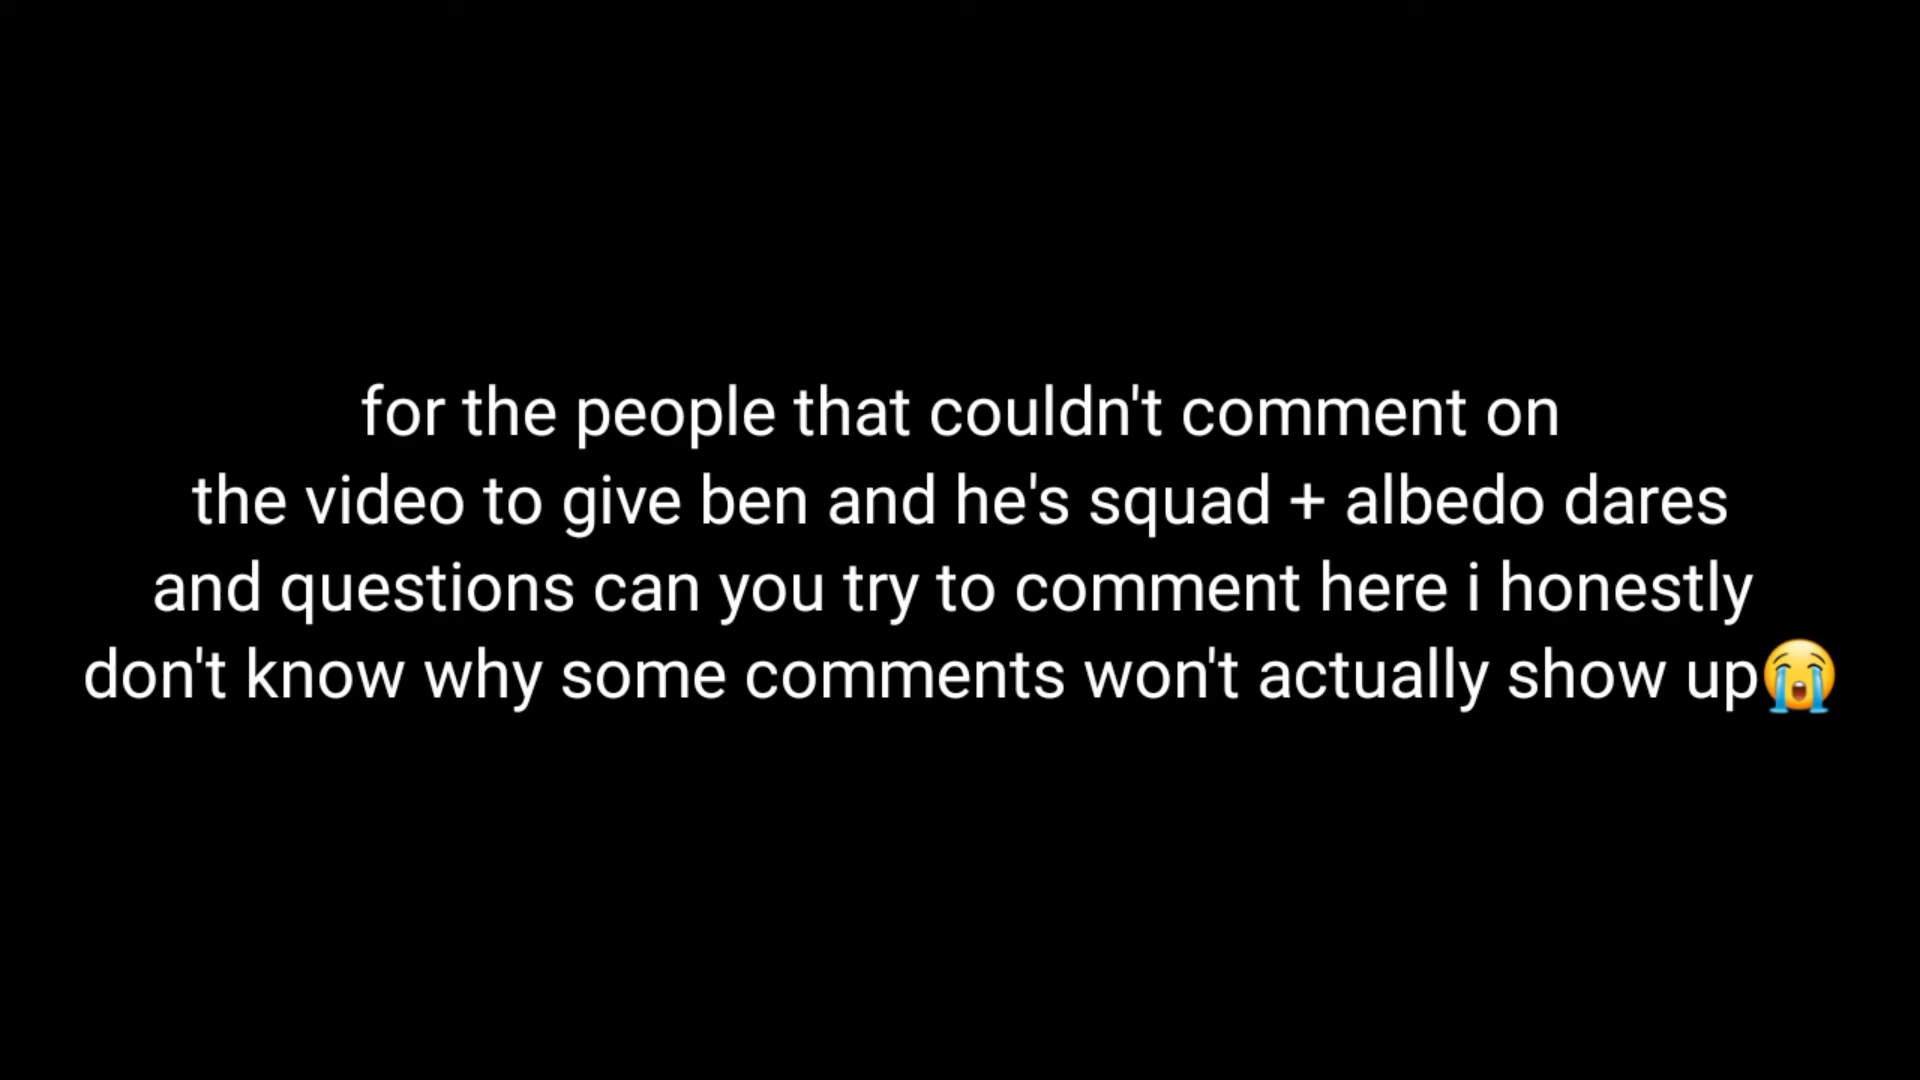 for the people that couldn't comment on
the video to give ben and he's squad + albedo dares
and questions can you try to comment here i honestly
don't know why some comments won't actually show up😭